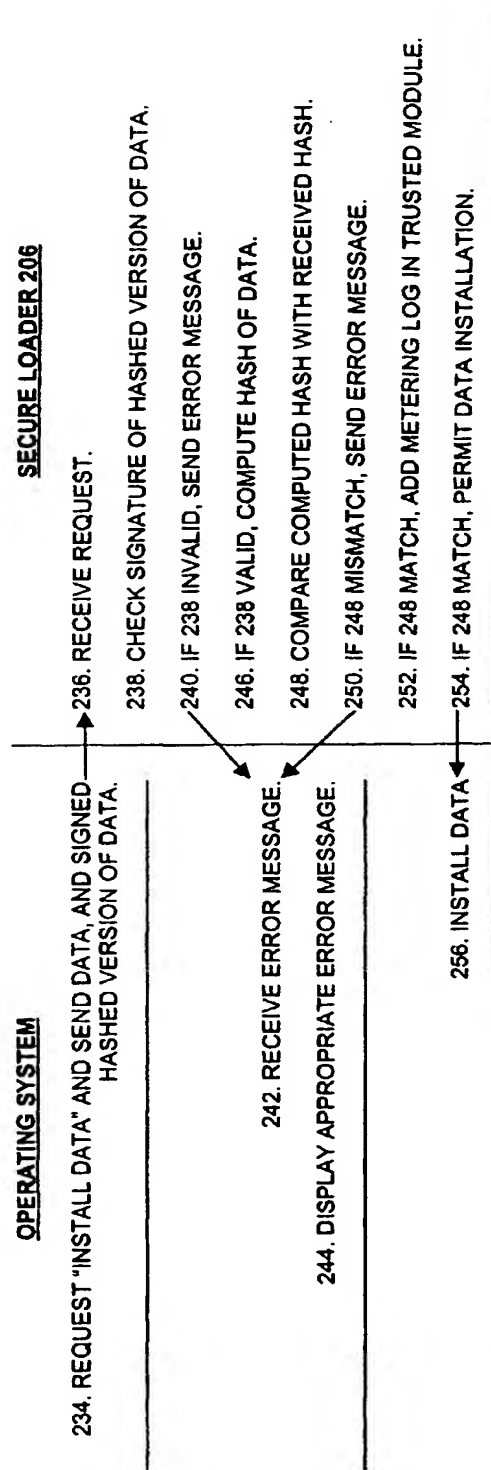 OPERATING SYSTEM
234. REQUEST "INSTALL DATA" AND SEND DATA, AND SIGNED
HASHED VERSION OF DATA.
242. RECEIVE ERROR MESSAGE.
244. DISPLAY APPROPRIATE ERROR MESSAGE.
256. INSTALL DATA
SECURE LOADER 206
236. RECEIVE REQUEST.
238. CHECK SIGNATURE OF HASHED VERSION OF DATA.
240. IF 238 INVALID, SEND ERROR MESSAGE.
246. IF 238 VALID, COMPUTE HASH OF DATA.
248. COMPARE COMPUTED HASH WITH RECEIVED HASH.
250. IF 248 MISMATCH, SEND ERROR MESSAGE.
252. IF 248 MATCH, ADD METERING LOG IN TRUSTED MODULE.
254. IF 248 MATCH, PERMIT DATA INSTALLATION.